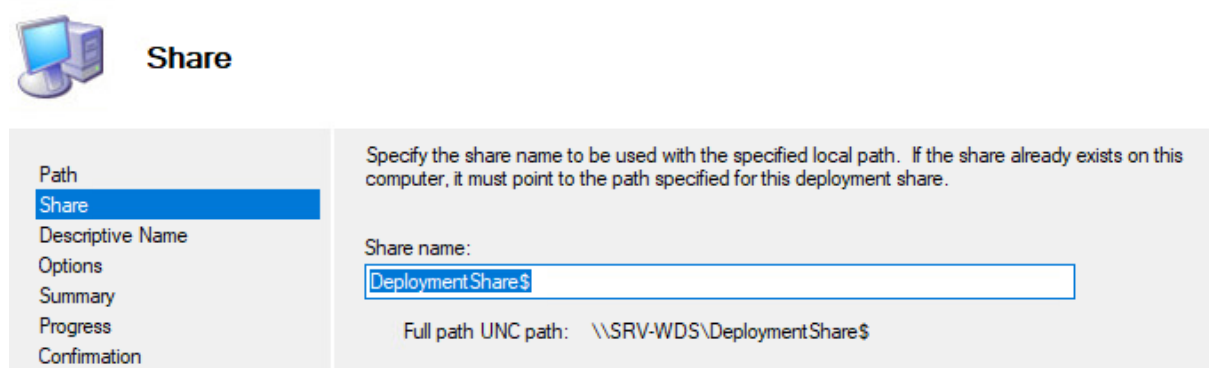 Share
Path
Share
Descriptive Name
Options
Summary
Progress
Confirmation
Specify the share name to be used with the specified local path. If the share already exists on this
computer, it must point to the path specified for this deployment share.
Share name:
DeploymentShare$
Full path UNC path: \\SRV-WDS\DeploymentShare$